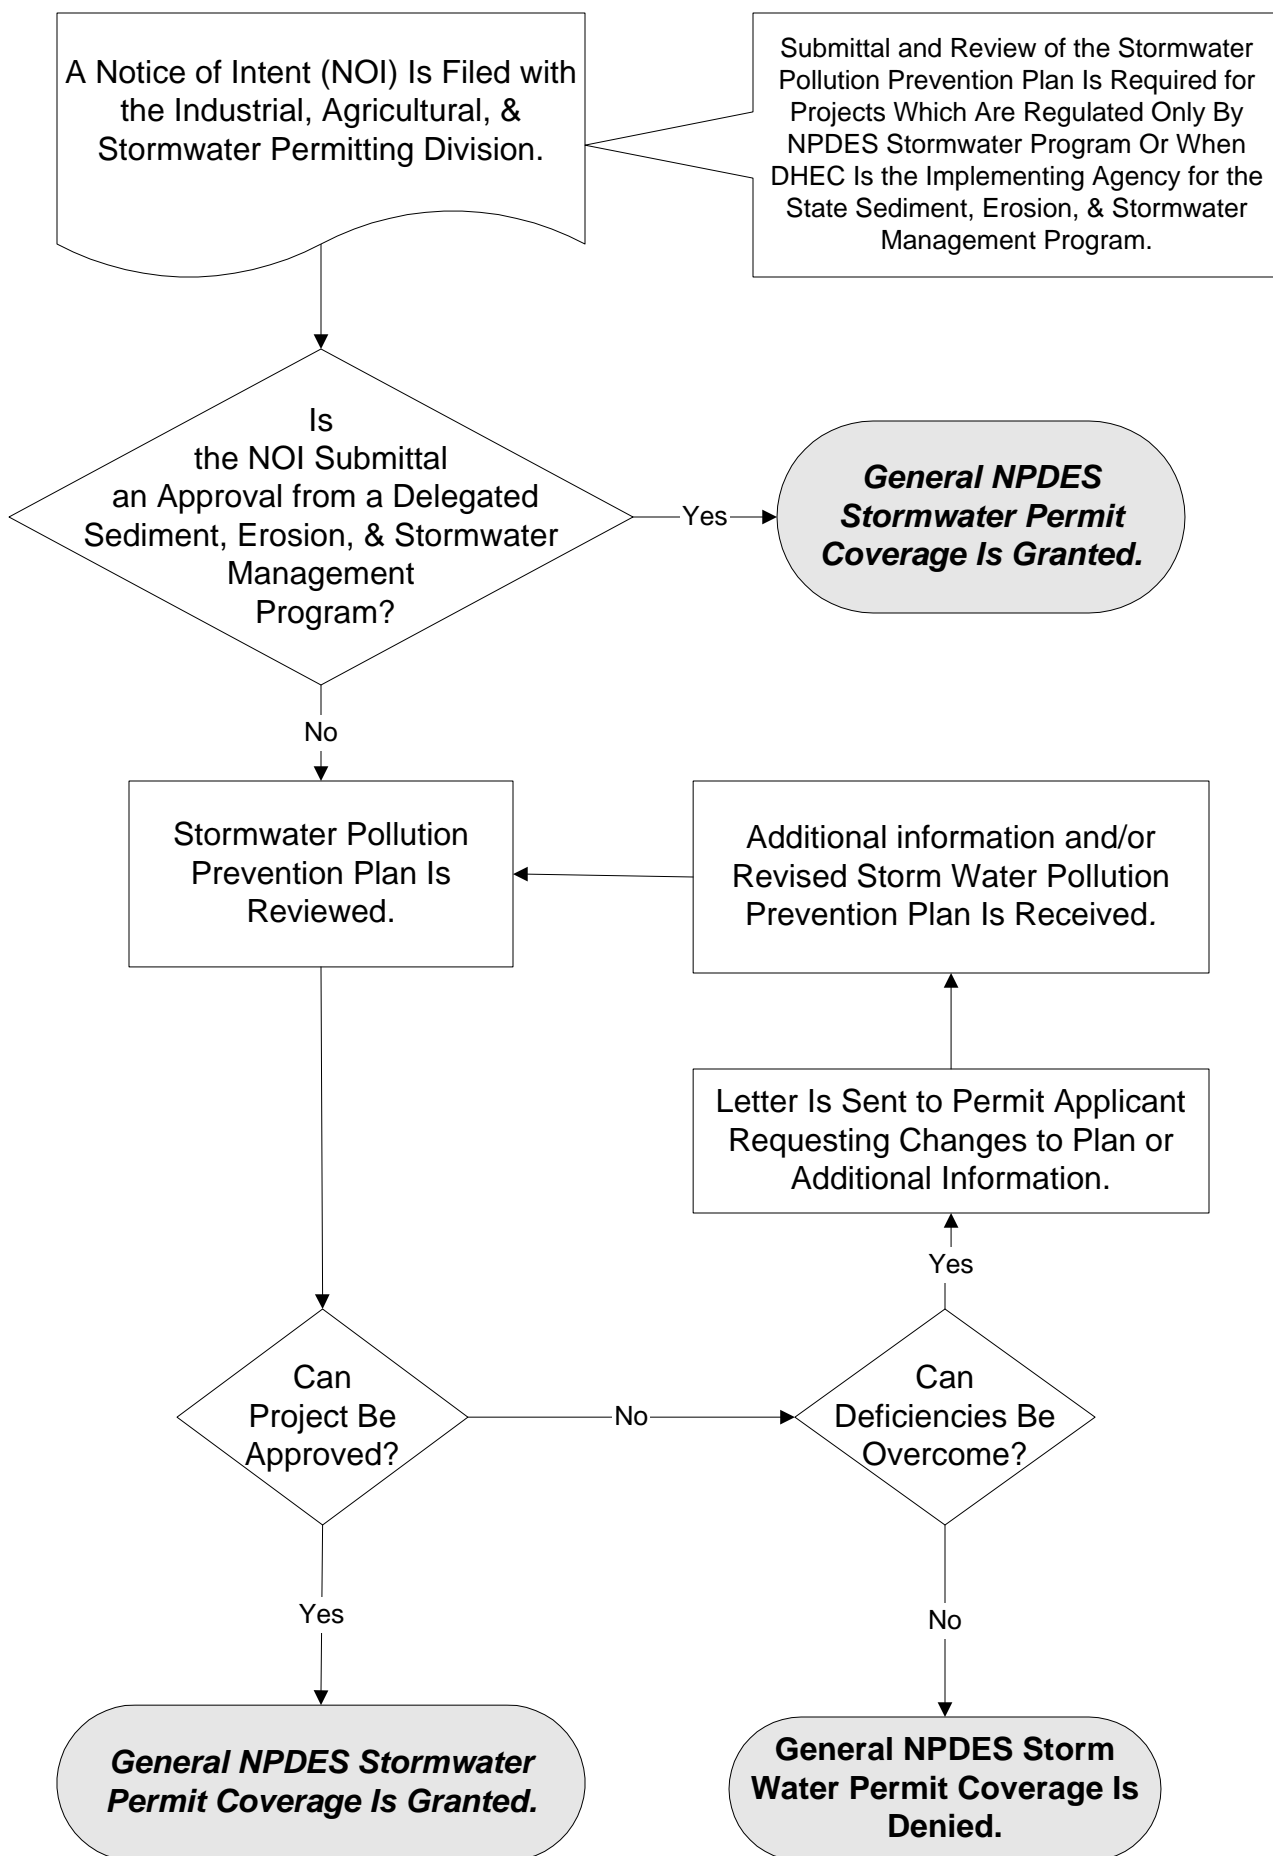 A Notice of Intent (NOI) Is Filed with
the Industrial, Agricultural, &
Stormwater Permitting Division.
Submittal and Review of the Stormwater
Pollution Prevention Plan Is Required for
Projects Which Are Regulated Only By
NPDES Stormwater Program Or When
DHEC Is the Implementing Agency for the
State Sediment, Erosion, & Stormwater
Management Program.
Is
the NOI Submittal
an Approval from a Delegated
Sediment, Erosion, & Stormwater
Management
Program?
Yes
General NPDES
Stormwater Permit
Coverage Is Granted.
No
Stormwater Pollution
Prevention Plan Is
Reviewed.
Additional information and/or
Revised Storm Water Pollution
Prevention Plan Is Received.
Letter Is Sent to Permit Applicant
Requesting Changes to Plan or
Additional Information.
Yes
Can
Project Be
Approved?
No
Can
Deficiencies Be
Overcome?
Yes
No
General NPDES Stormwater
Permit Coverage Is Granted.
General NPDES Storm
Water Permit Coverage Is
Denied.